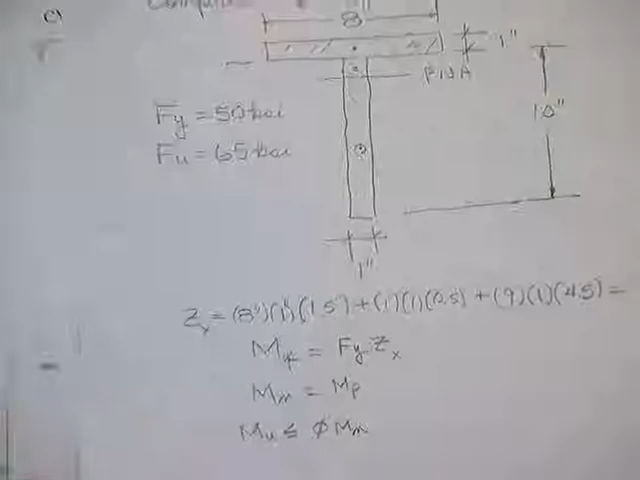 c)
8"
1"
PNA
10"
Fy = 50 ksi
Fu = 65 ksi
1"
Zx = (8")(1")(1.5) + (1)(1)(0.5) + (9)(1)(4.5) =
Mp = Fy Zx
Mn = Mp
Mu ≤ φ Mn